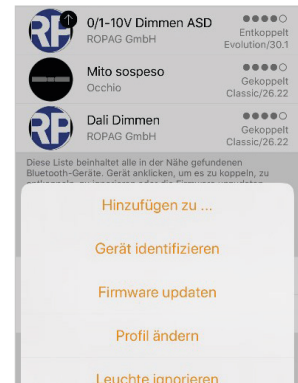 RP
0/1-10V Dimmen ASD
ROPAG GmbH
Entkoppelt
Evolution/30.1
Mito sospeso
Occhio
Gekoppelt
Classic/26.22
RP
Dali Dimmen
ROPAG GmbH
Gekoppelt
Classic/26.22
Diese Liste beinhaltet alle in der Nähe gefundenen
Bluetooth-Geräte. Gerät anklicken, um es zu koppeln, zu
Hinzufügen zu ...
Gerät identifizieren
Firmware updaten
Profil ändern
Leuchte ignorieren